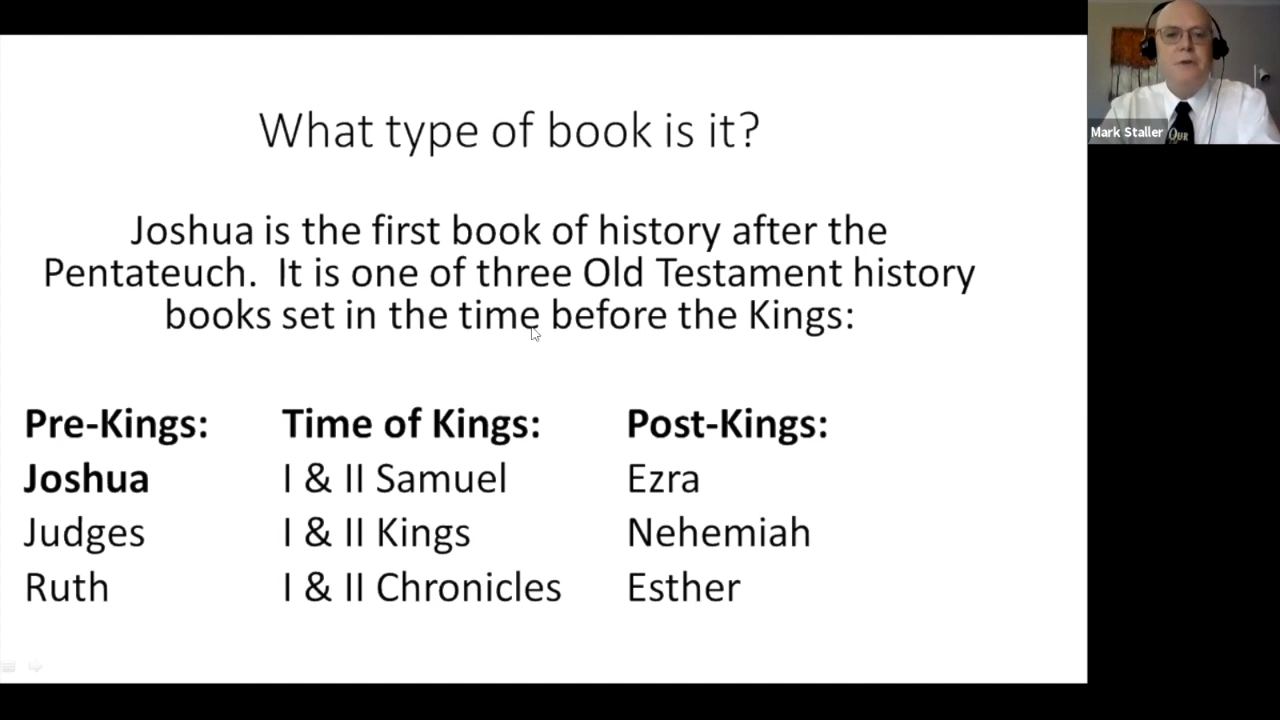 What type of book is it?
Joshua is the first book of history after the
Pentateuch.  It is one of three Old Testament history
books set in the time before the Kings:
Pre-Kings: Time of Kings: Post-Kings:
Joshua I & II Samuel Ezra
Judges I & II Kings Nehemiah
Ruth I & II Chronicles Esther
Mark Staller
OUR